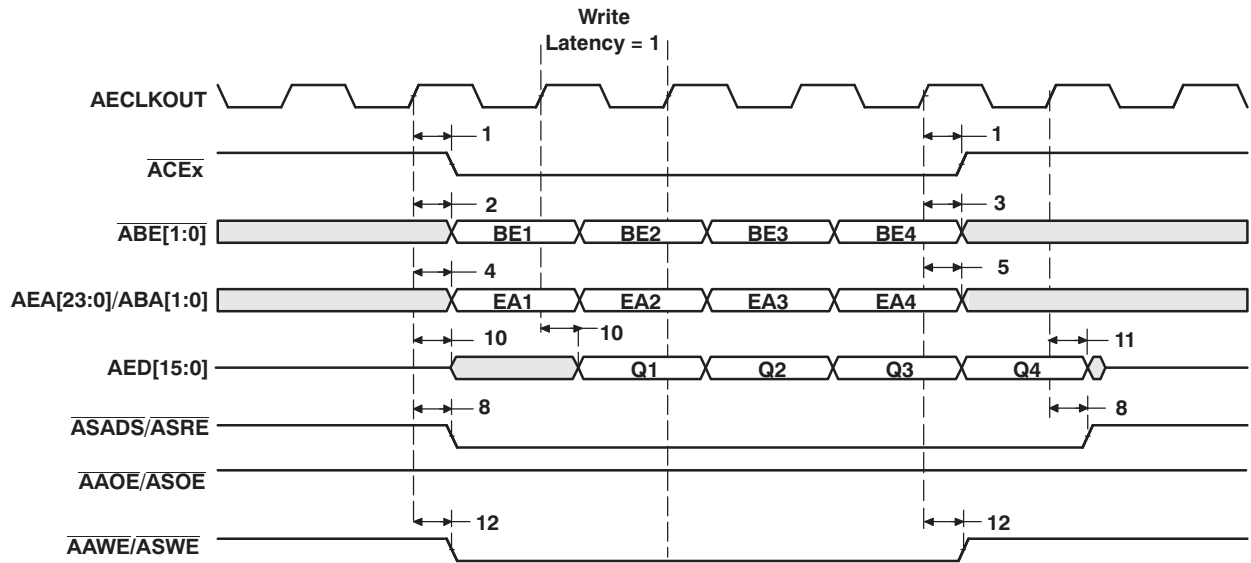 Write
Latency = 1
AECLKOUT
1 1
ACEx
2 3
ABE[1:0] BE1 BE2 BE3 BE4
4 5
AEA[23:0]/ABA[1:0] EA1 EA2 EA3 EA4
10 10 11
AED[15:0] Q1 Q2 Q3 Q4
8 8
ASADS/ASRE
AAOE/ASOE
12 12
AAWE/ASWE